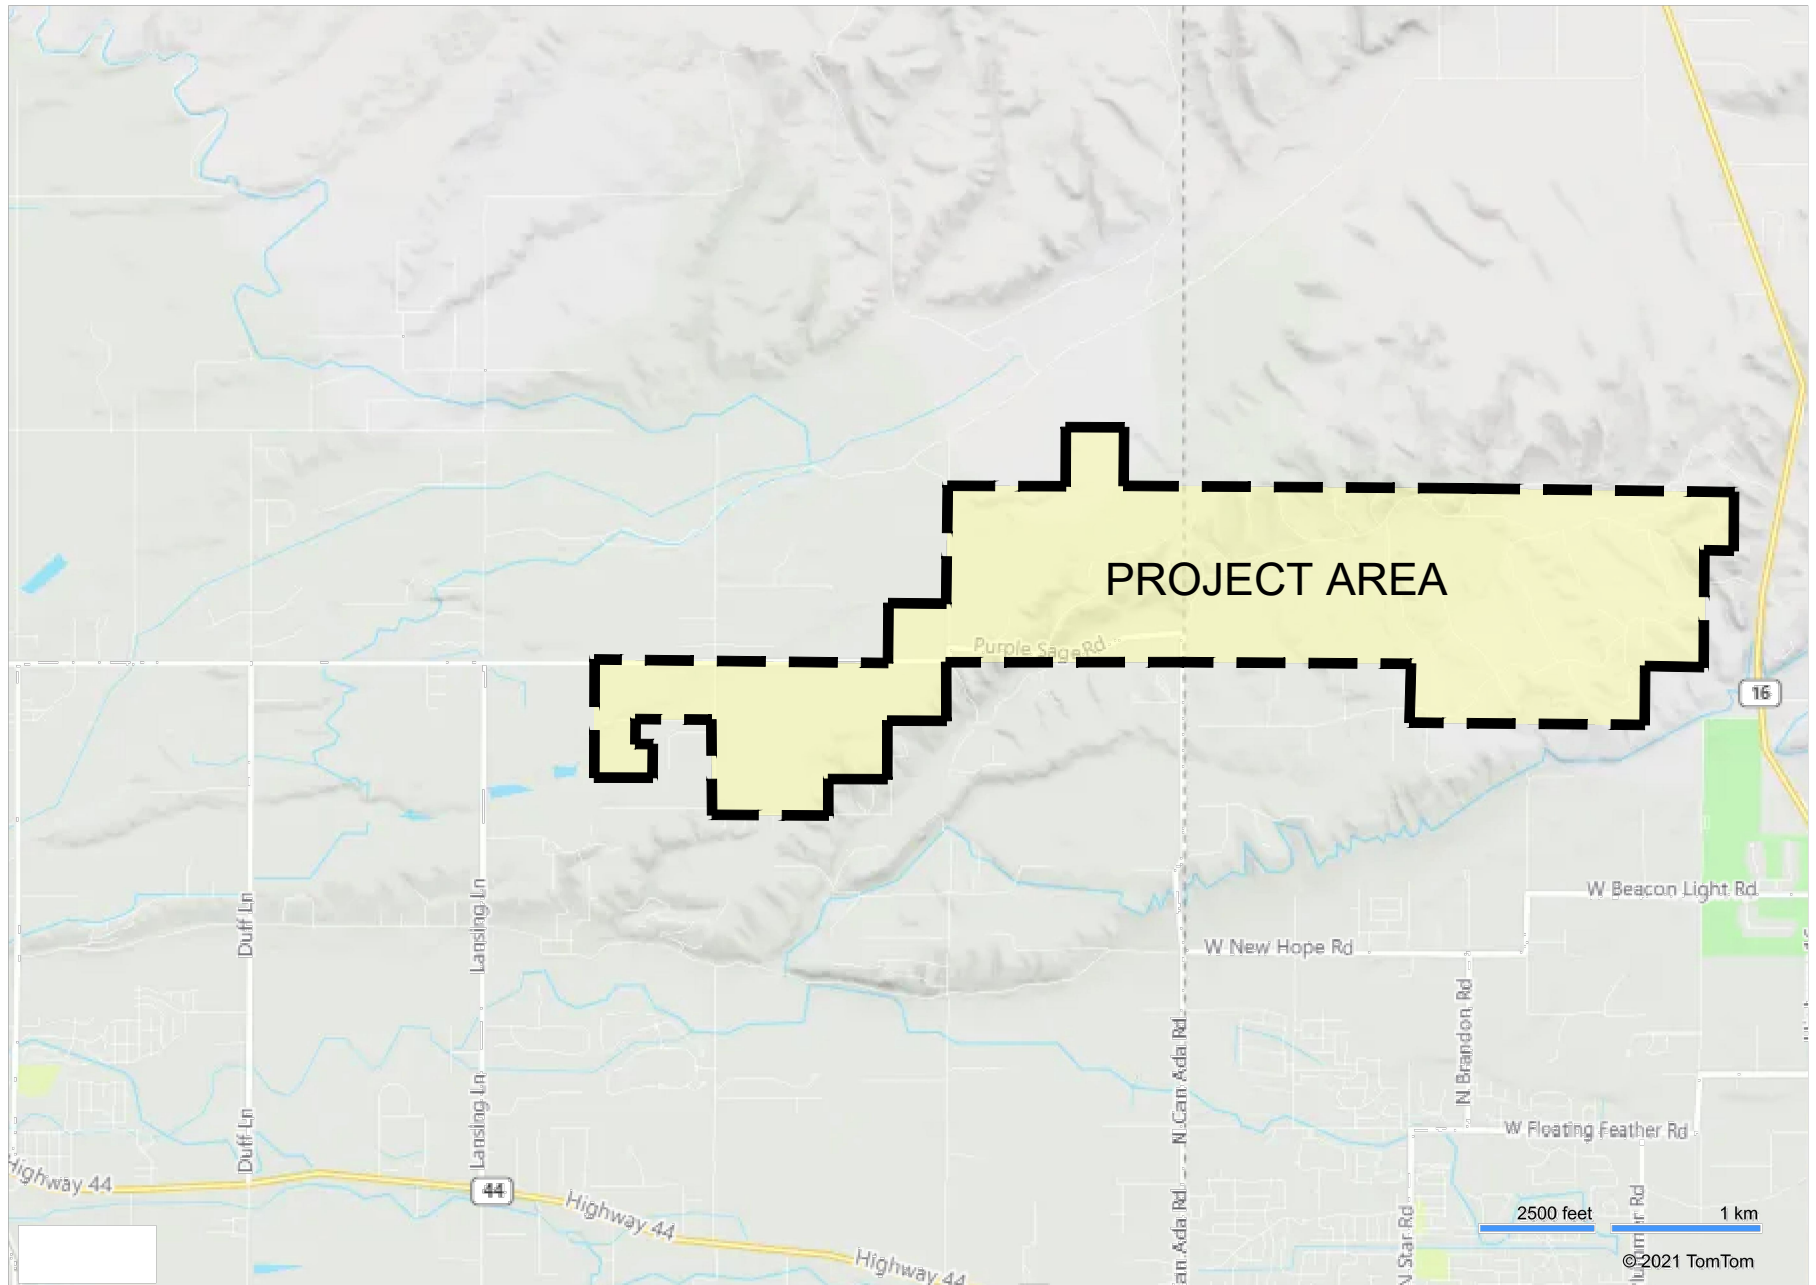 PROJECT AREA
Purple Sage Rd
16
W Beacon Light Rd
Duff Ln
Lansing Ln
W New Hope Rd
N Brandon Rd
N Can Ada Rd
Duff Ln
Lansing Ln
W Floating Feather Rd
Highway 44
44
Highway 44
Highway 44
an Ada Rd
N Star Rd
2500 feet
1 km
© 2021 TomTom